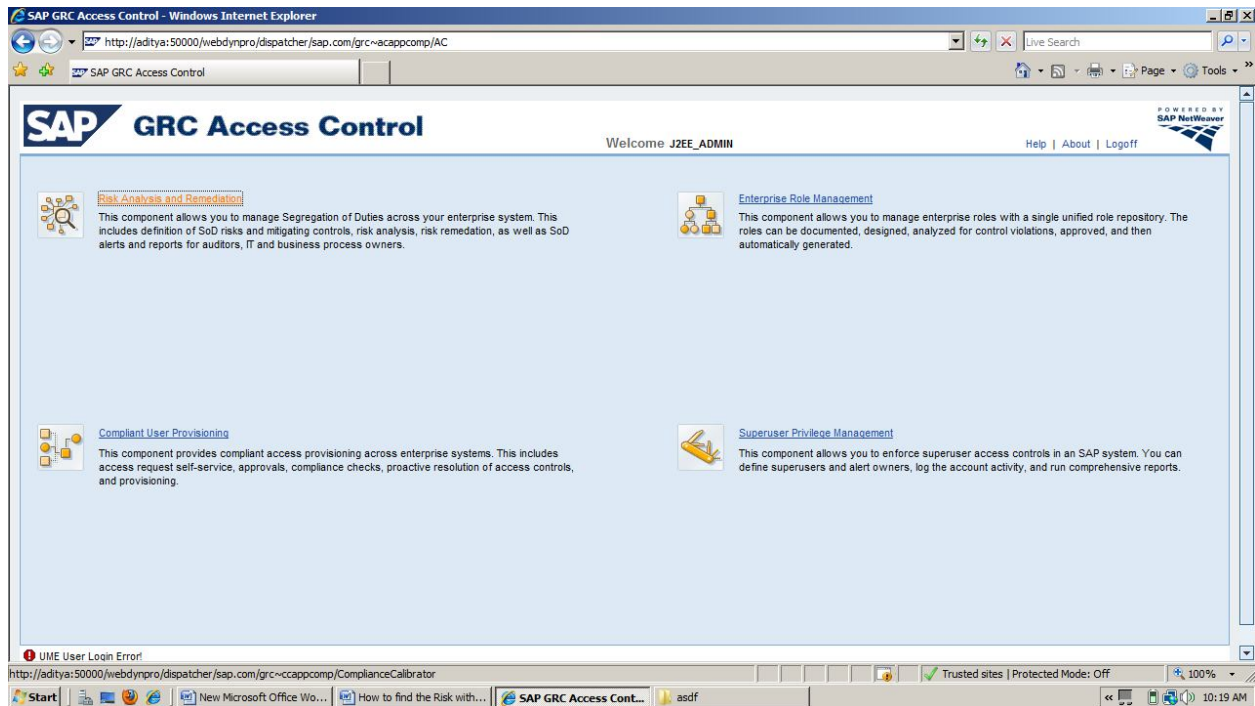 SAP GRC Access Control - Windows Internet Explorer
http://aditya:50000/webdynpro/dispatcher/sap.com/grc~acappcomp/AC
Live Search
SAP GRC Access Control
Page
Tools
SAP
GRC Access Control
Welcome J2EE_ADMIN
Help | About | Logoff
POWERED BY
SAP NetWeaver
Risk Analysis and Remediation
This component allows you to manage Segregation of Duties across your enterprise system. This
includes definition of SoD risks and mitigating controls, risk analysis, risk remedation, as well as SoD
alerts and reports for auditors, IT and business process owners.
Enterprise Role Management
This component allows you to manage enterprise roles with a single unified role repository. The
roles can be documented, designed, analyzed for control violations, approved, and then
automatically generated.
Compliant User Provisioning
This component provides compliant access provisioning across enterprise systems. This includes
access request self-service, approvals, compliance checks, proactive resolution of access controls,
and provisioning.
Superuser Privilege Management
This component allows you to enforce superuser access controls in an SAP system. You can
define superusers and alert owners, log the account activity, and run comprehensive reports.
UME User Login Error!
http://aditya:50000/webdynpro/dispatcher/sap.com/grc~ccappcomp/ComplianceCalibrator
Trusted sites | Protected Mode: Off
100%
Start
New Microsoft Office Wo...
How to find the Risk with...
SAP GRC Access Cont...
asdf
10:19 AM